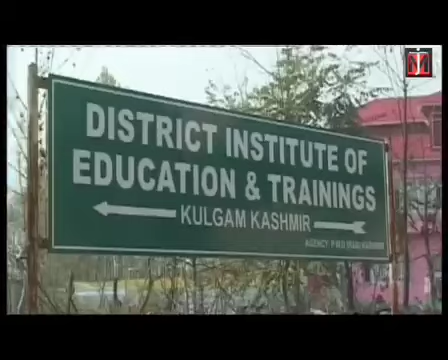 DISTRICT INSTITUTE OF
EDUCATION & TRAININGS
KULGAM KASHMIR